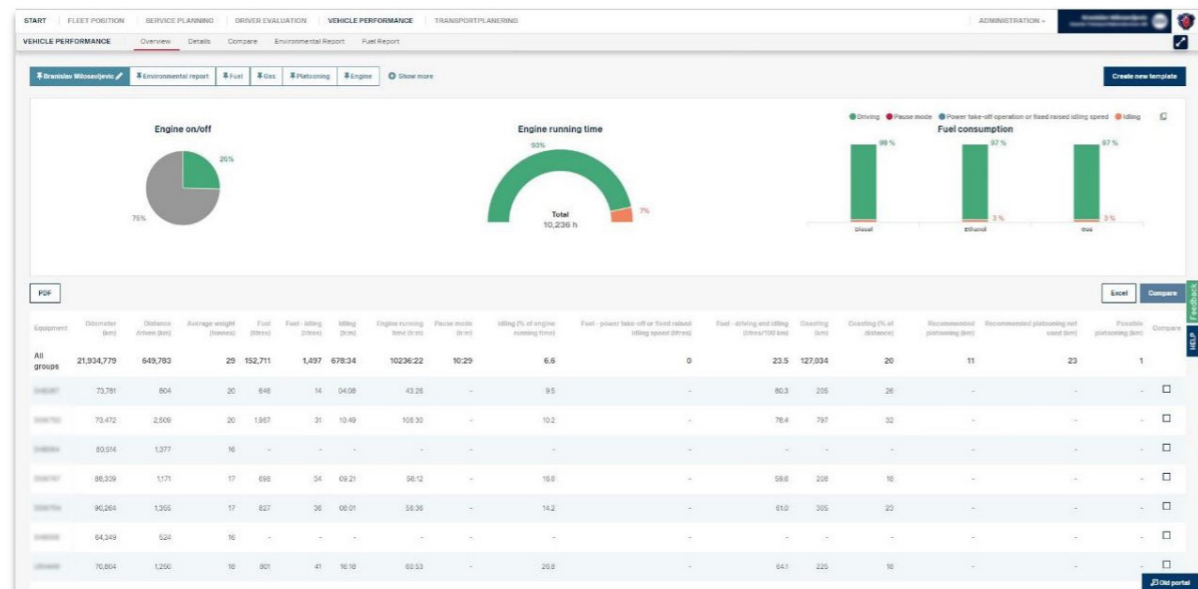 START FLEET POSITION SERVICE PLANNING DRIVER EVALUATION VEHICLE PERFORMANCE TRANSPORTPLANERING ADMINISTRATION
VEHICLE PERFORMANCE Overview Details Compare Environmental Report Fuel Report
Branislav Milosavljevic Environmental report Fuel Gas Platooning Engine Show more Create new template
Driving Pause mode Power take-off operation or fixed raised idling speed Idling
Engine on/off Engine running time Fuel consumption
25%
75%
93%
7%
Total
10,236 h
97 % 97 %
3 % 3 %
Diesel Ethanol Gas
PDF Excel Compare
Feedback
HELP
Equipment Odometer (km) Distance driven (km) Average weight (tonnes) Fuel (litres) Fuel - idling (litres) Idling (h:m) Engine running time (h:m) Pause mode (h:m) Idling (% of engine running time) Fuel - power take-off or fixed raised idling speed (litres) Fuel - driving and idling (litres/100 km) Coasting (km) Coasting (% of distance) Recommended platooning (km) Recommended platooning not used (km) Possible platooning (km) Compare
All groups 21,934,779 649,783 29 152,711 1,497 678:34 10236:22 10:29 6.6 0 23.5 127,034 20 11 23 1
73,781 804 20 646 14 04:08 43:26 - 9.5 - 80.3 205 26 - - -
73,472 2,509 20 1,967 31 10:49 106:30 - 10.2 - 78.4 797 32 - - -
80,514 1,377 16 - - - - - - - - - - - - -
88,339 1,171 17 698 34 09:21 56:12 - 16.6 - 59.6 208 18 - - -
90,264 1,355 17 827 36 08:01 56:36 - 14.2 - 61.0 305 23 - - -
64,349 524 16 - - - - - - - - - - - - -
70,804 1,250 18 801 41 16:18 60:53 - 26.8 - 64.1 225 18 - - -
Old portal